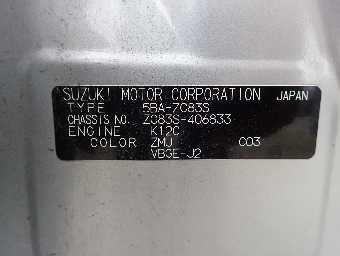 SUZUKI MOTOR CORPORATION JAPAN
TYPE 5BA-ZC83S
CHASSIS NO. ZC83S-406833
ENGINE K12C
COLOR ZMJ C03
VBGE-J2